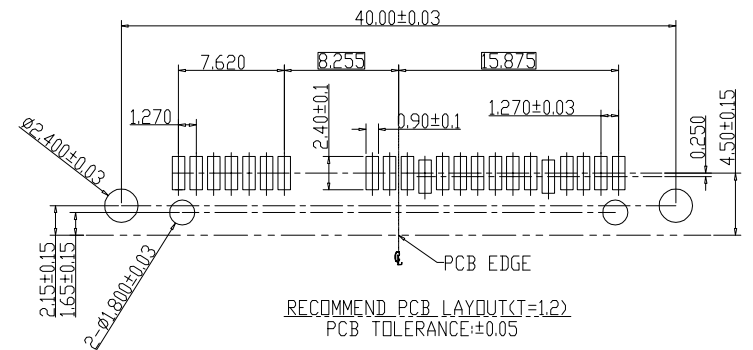 40.00±0.03
7.620
8.255
15.875
1.270
2.40±0.1
0.90±0.1
1.270±0.03
0.250
4.50±0.15
Ø2.400±0.03
2.15±0.15
1.65±0.15
2-Ø1.800±0.03
℄
PCB EDGE
RECOMMEND PCB LAYOUT(T=1.2)
PCB TOLERANCE:±0.05